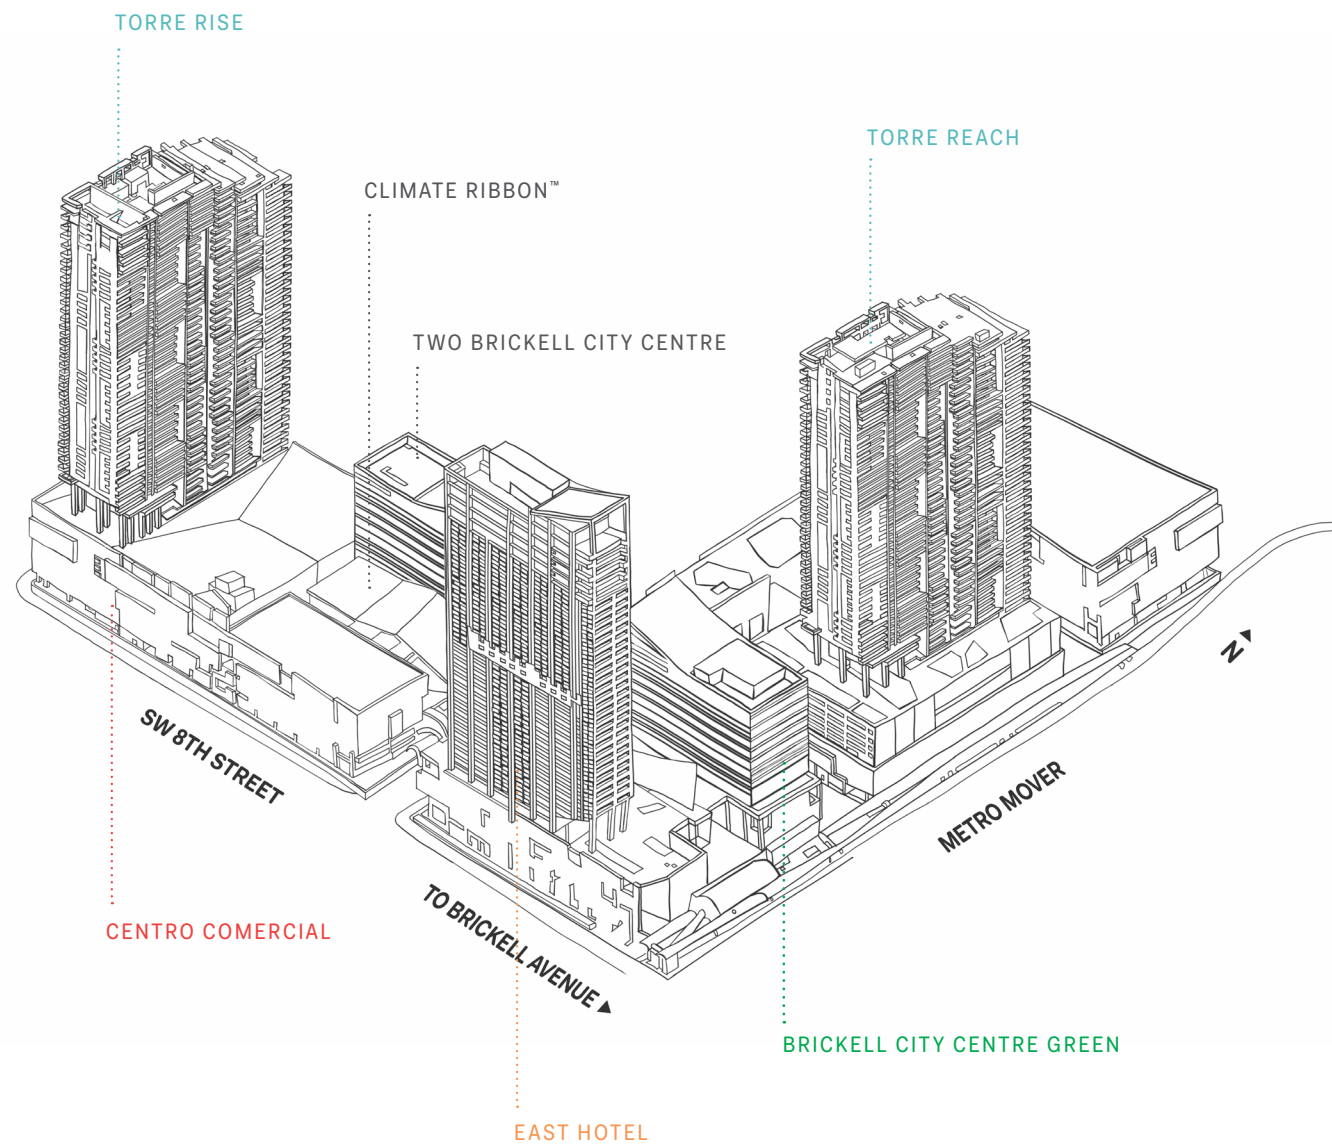 TORRE RISE
TORRE REACH
CLIMATE RIBBON™
TWO BRICKELL CITY CENTRE
N
SW 8TH STREET
METRO MOVER
TO BRICKELL AVENUE
CENTRO COMERCIAL
BRICKELL CITY CENTRE GREEN
EAST HOTEL